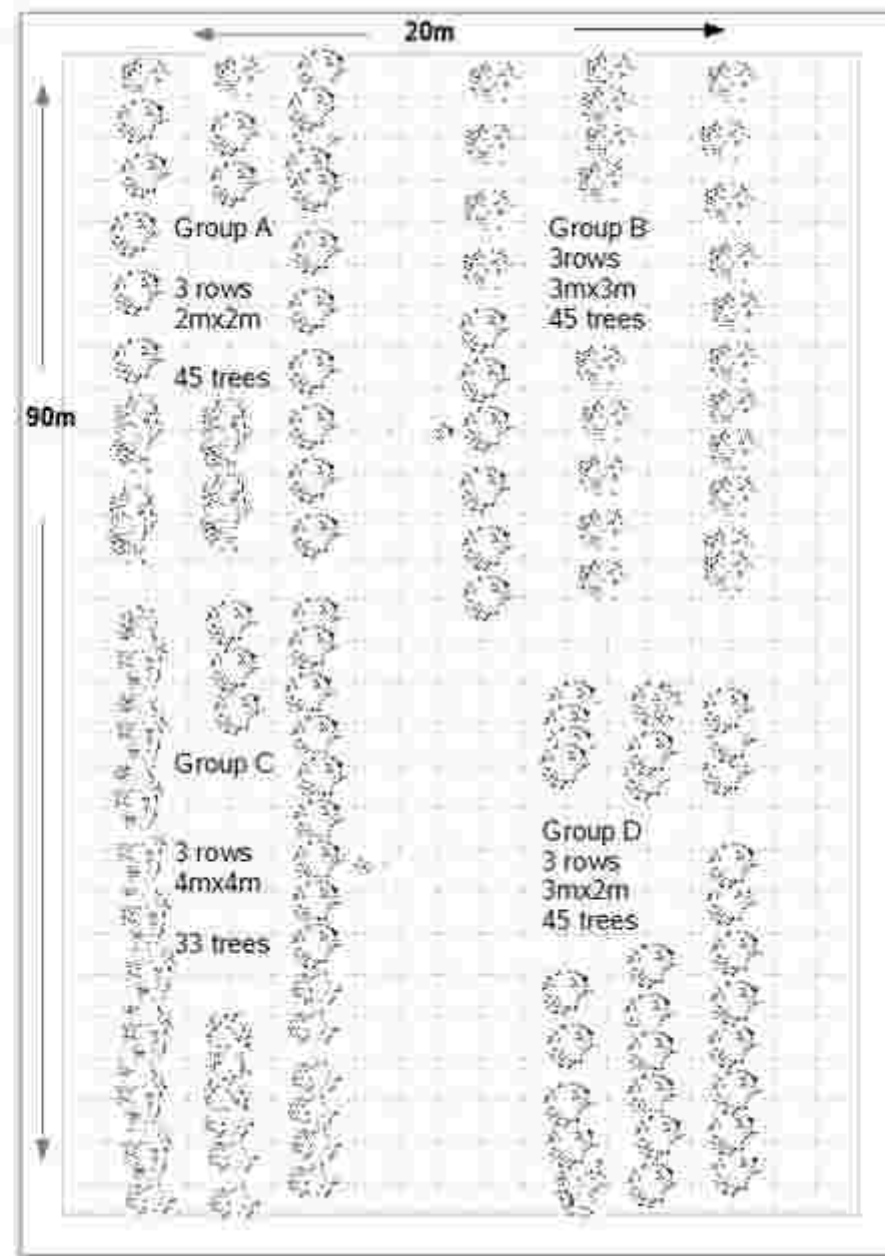 20m
90m
Group A
3 rows
2mx2m
45 trees
Group B
3rows
3mx3m
45 trees
Group C
3 rows
4mx4m
33 trees
Group D
3 rows
3mx2m
45 trees